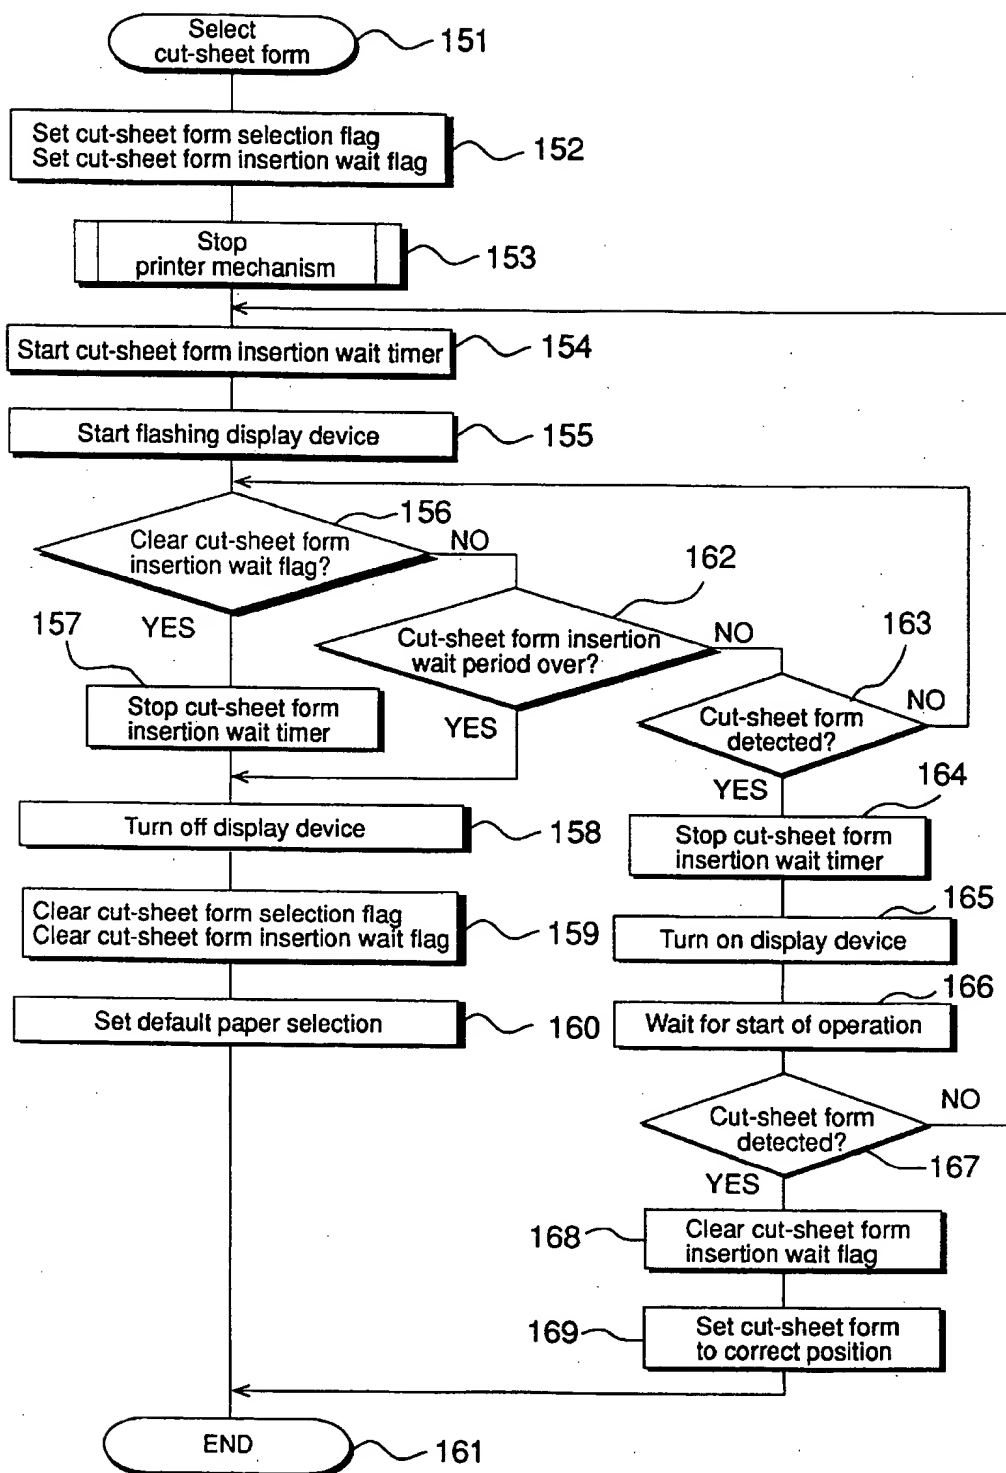 Select
cut-sheet form
151
Set cut-sheet form selection flag
Set cut-sheet form insertion wait flag
152
Stop
printer mechanism
153
Start cut-sheet form insertion wait timer
154
Start flashing display device
155
156
Clear cut-sheet form
insertion wait flag?
NO
YES
162
Cut-sheet form insertion
wait period over?
NO
YES
163
Cut-sheet form
detected?
NO
YES
157
Stop cut-sheet form
insertion wait timer
164
Stop cut-sheet form
insertion wait timer
Turn off display device
158
165
Turn on display device
Clear cut-sheet form selection flag
Clear cut-sheet form insertion wait flag
159
166
Wait for start of operation
Set default paper selection
160
Cut-sheet form
detected?
NO
167
YES
168
Clear cut-sheet form
insertion wait flag
169
Set cut-sheet form
to correct position
END
161